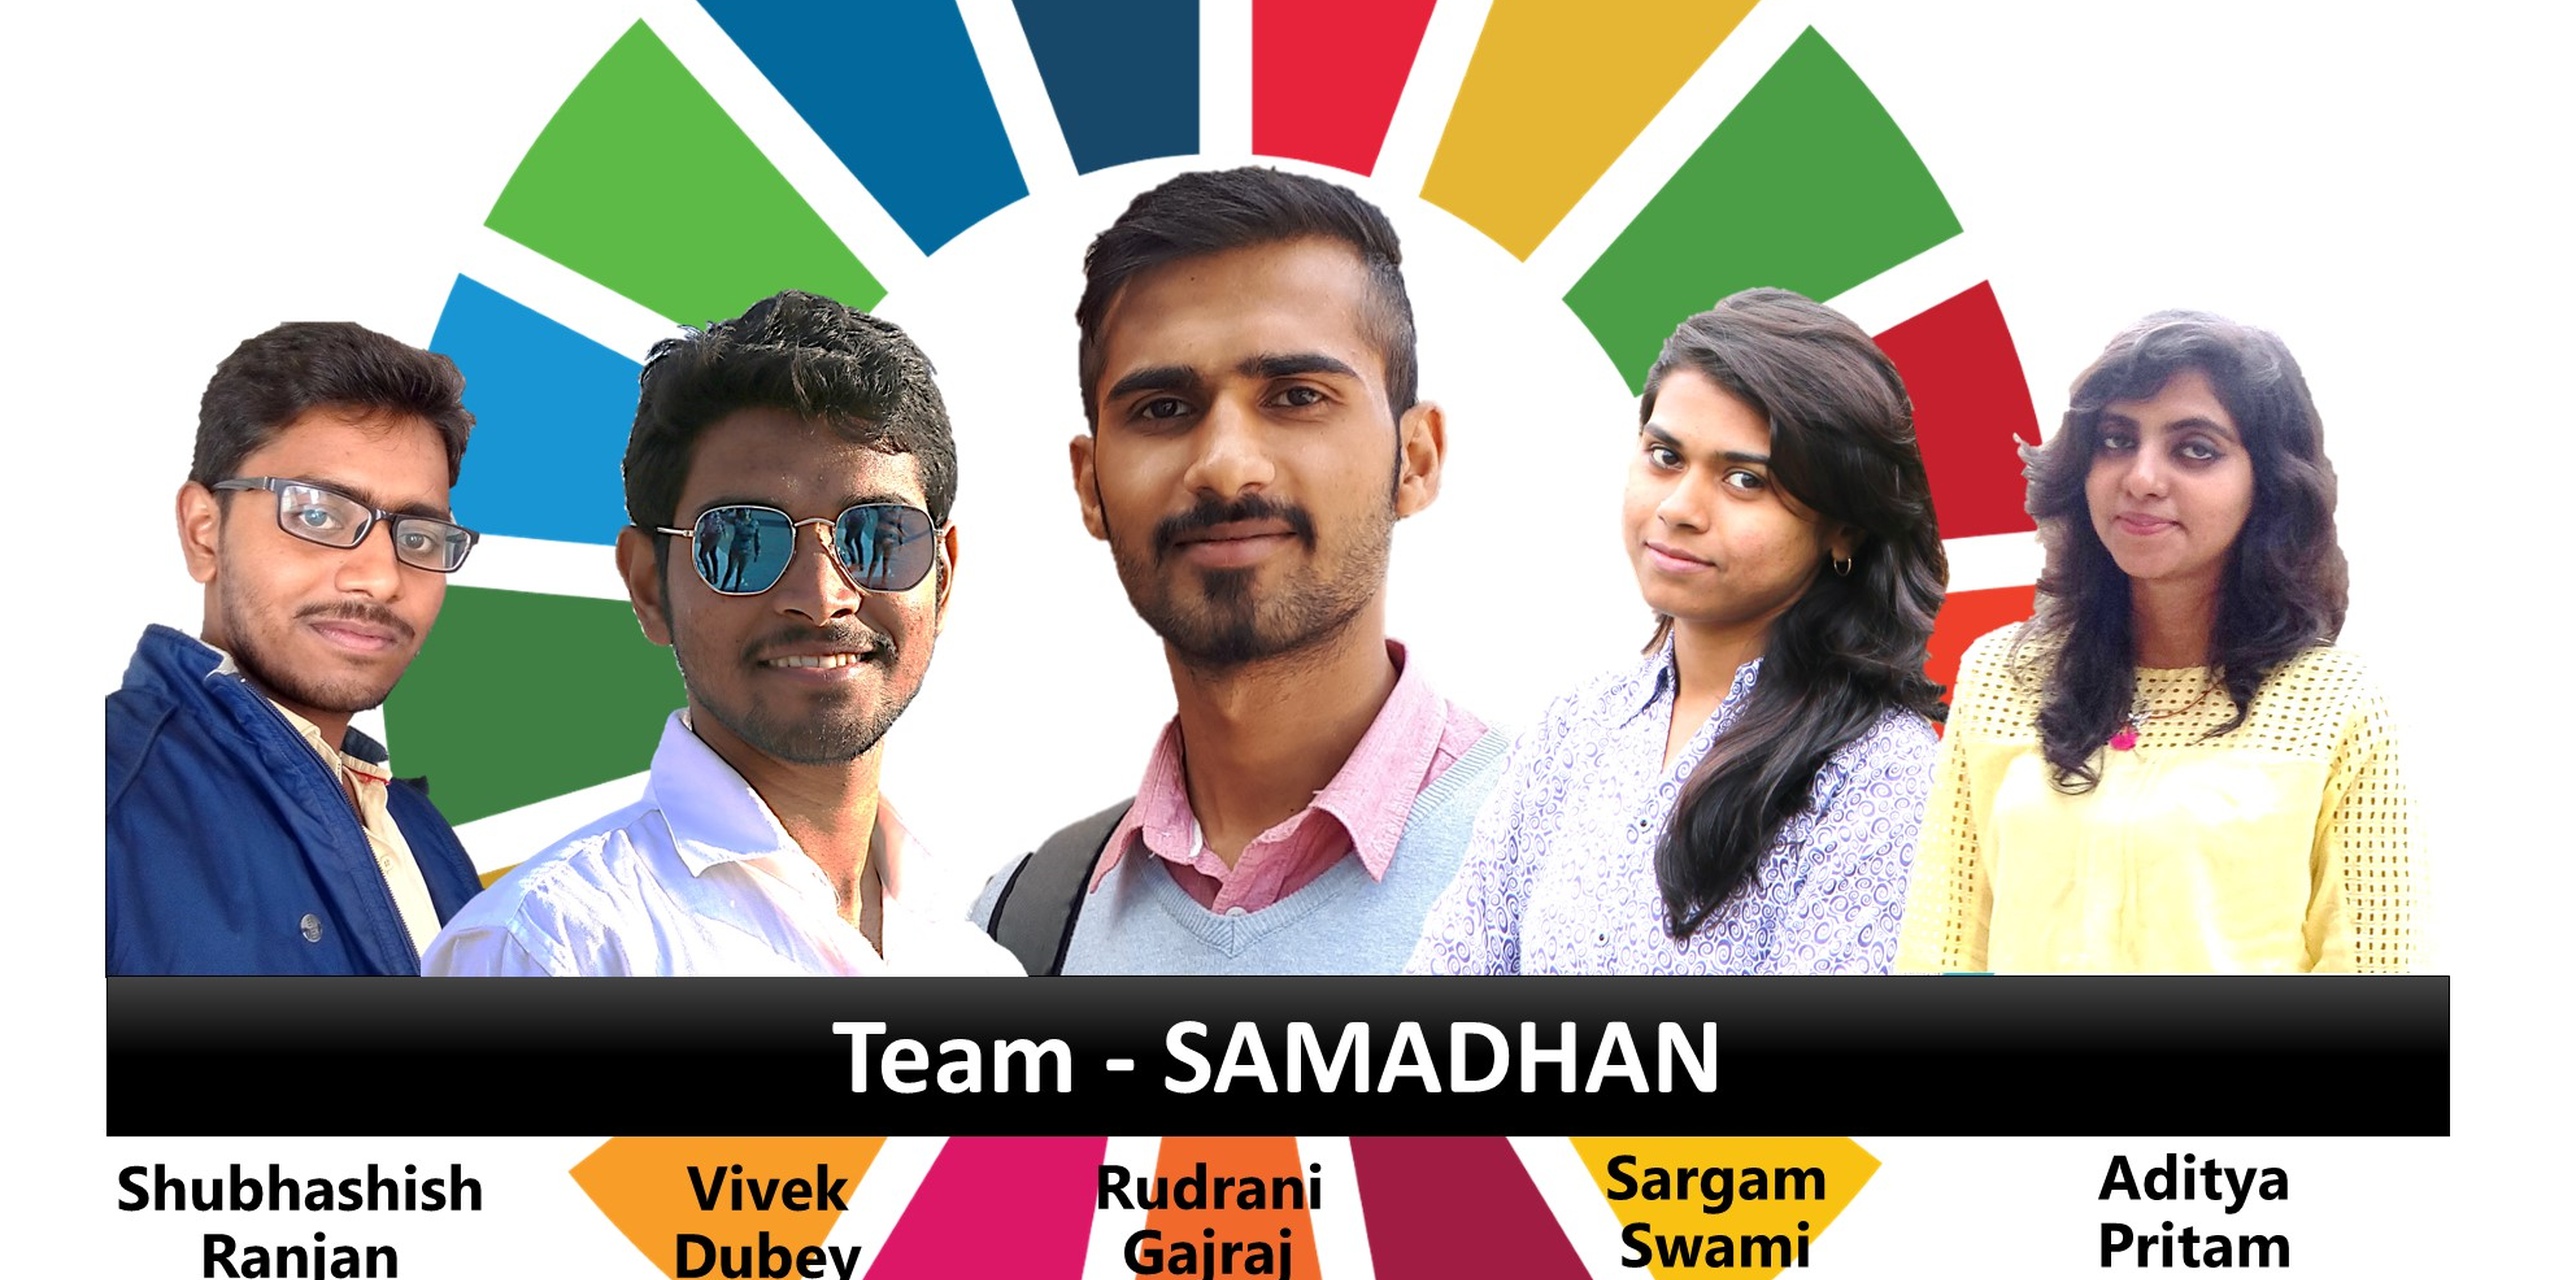 Team - SAMADHAN
Shubhashish
Ranjan
Vivek
Dubey
Rudrani
Gajraj
Sargam
Swami
Aditya
Pritam